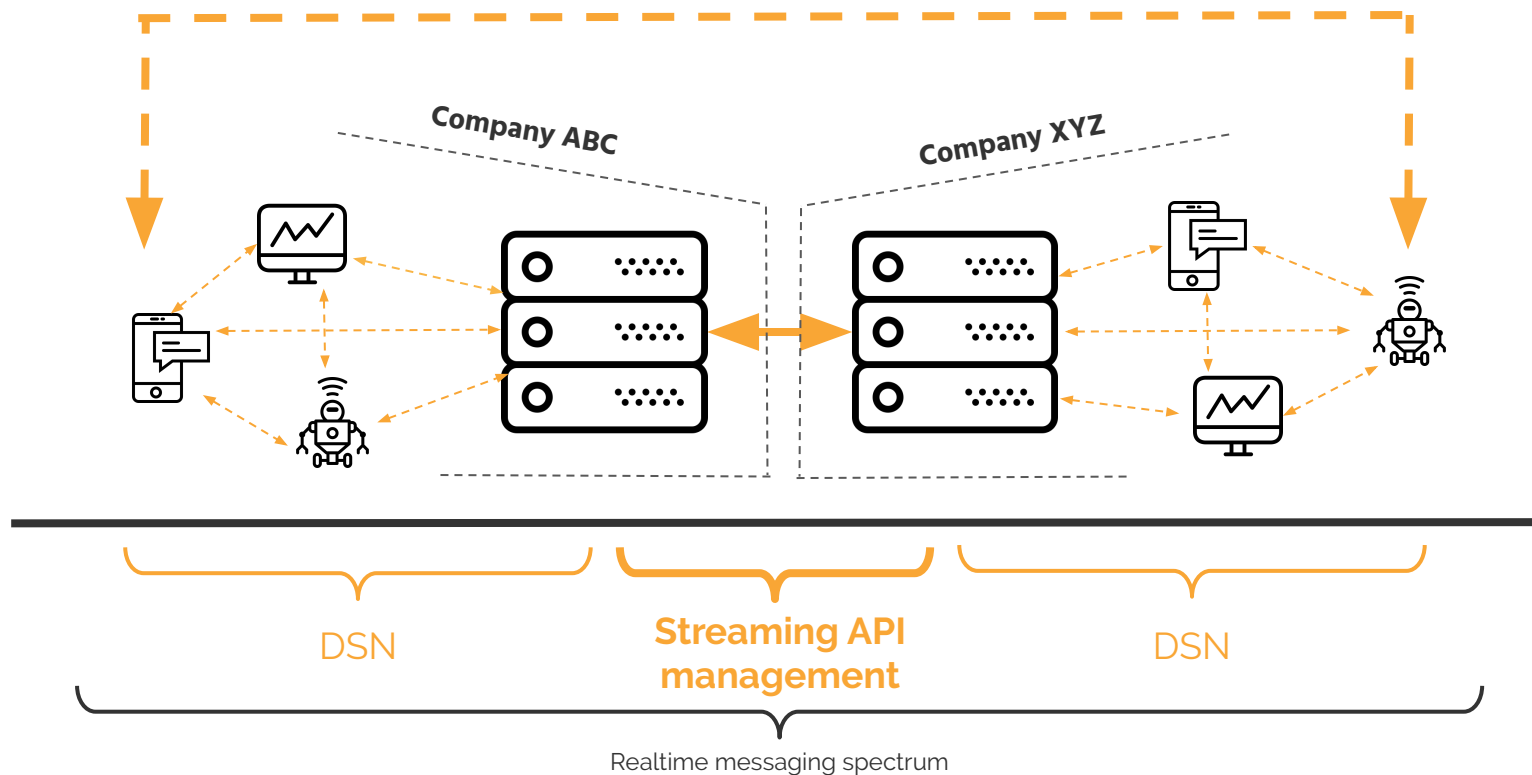 Company ABC
Company XYZ
DSN
Streaming API
management
DSN
Realtime messaging spectrum